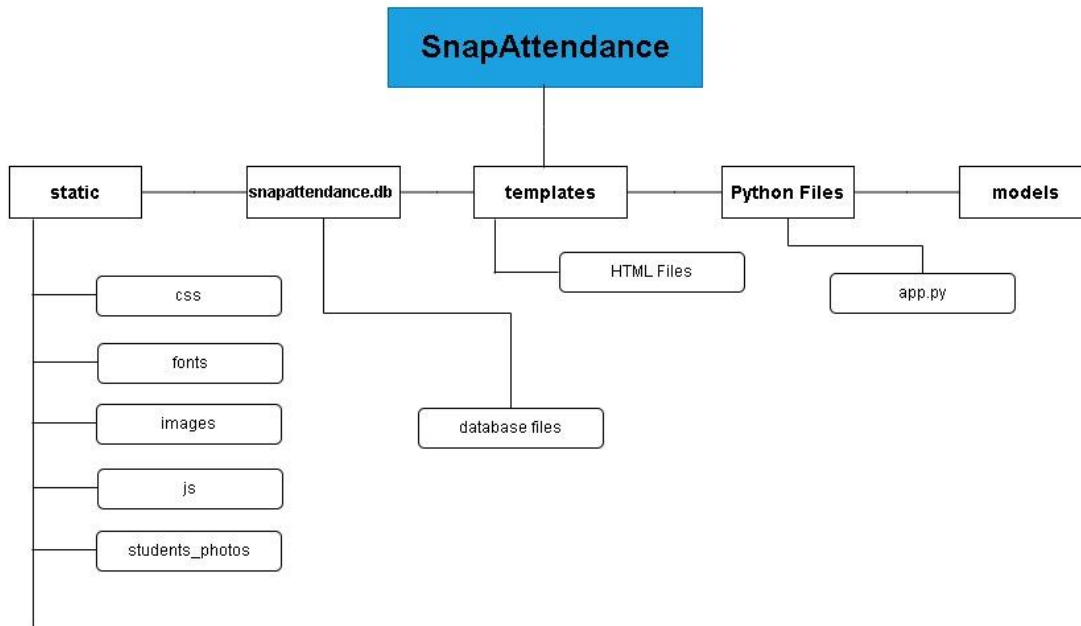 SnapAttendance
static
snapattendance.db
templates
Python Files
models
css
fonts
images
js
students_photos
database files
HTML Files
app.py